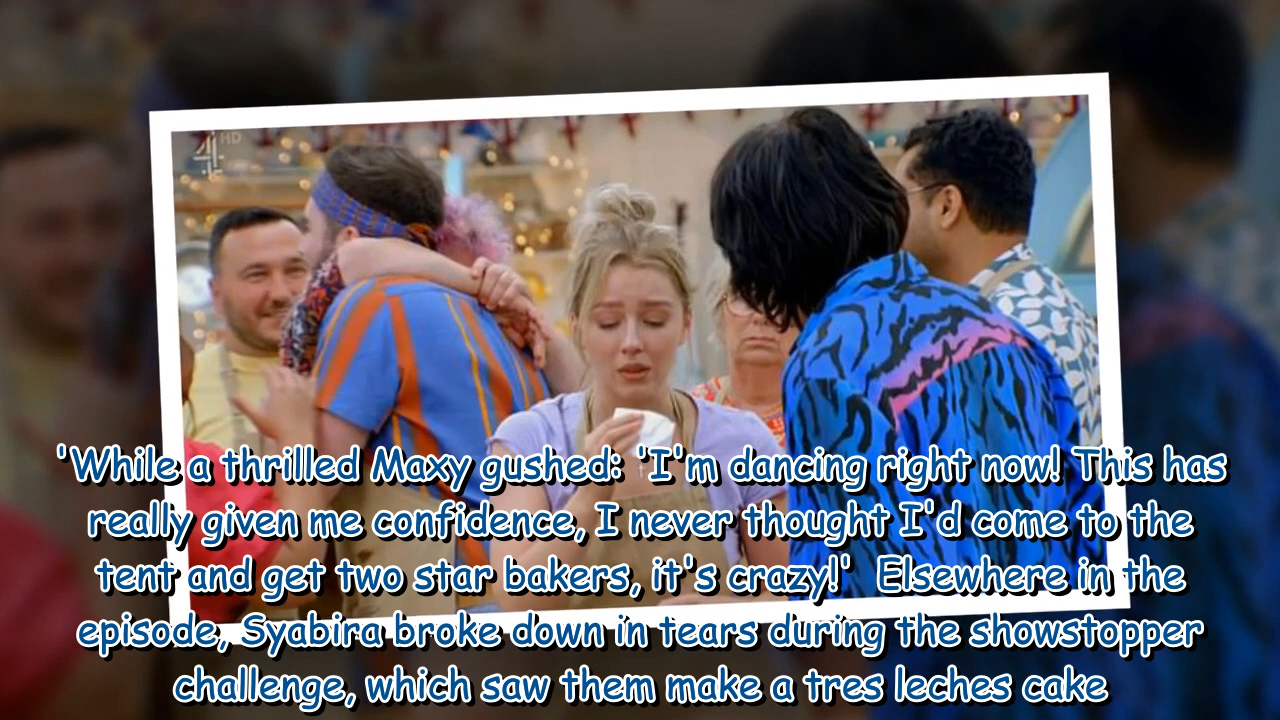 4 HD
'While a thrilled Maxy gushed: 'I'm dancing right now! This has
really given me confidence, I never thought I'd come to the
tent and get two star bakers, it's crazy!'  Elsewhere in the
episode, Syabira broke down in tears during the showstopper
challenge, which saw them make a tres leches cake